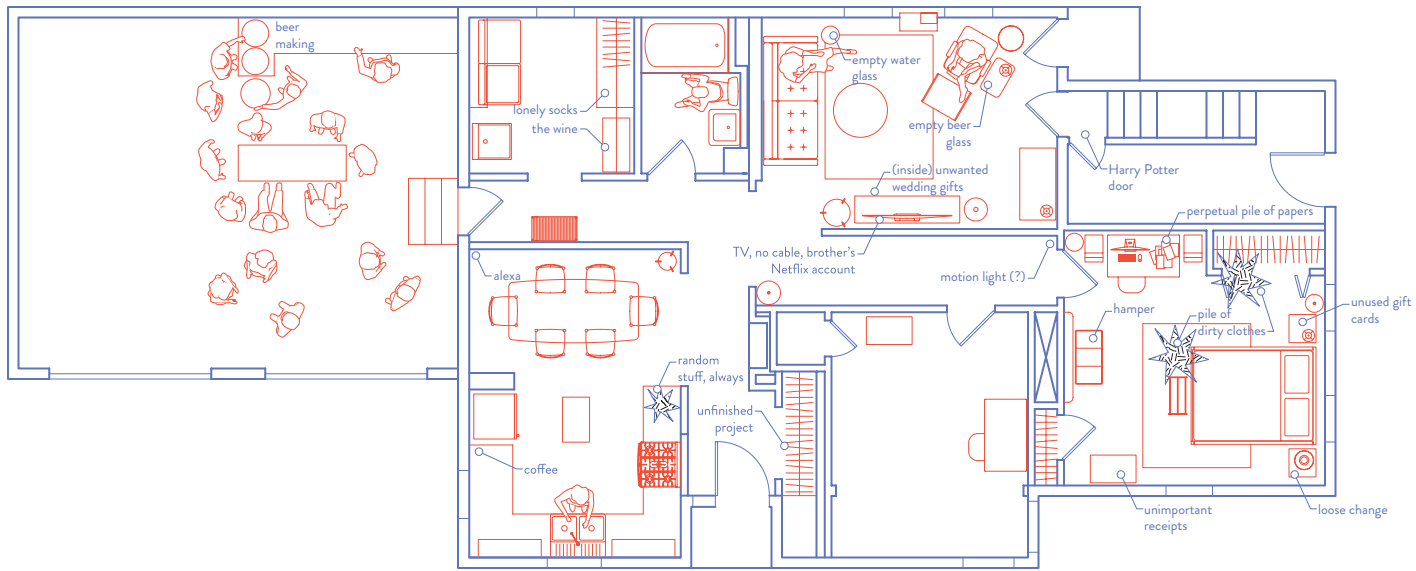 beer
making
empty water
glass
lonely socks
the wine
empty beer
glass
(inside) unwanted
wedding gifts
Harry Potter
door
perpetual pile of papers
TV, no cable, brother's
Netflix account
motion light (?)
alexa
hamper
pile of
dirty clothes
unused gift
cards
random
stuff, always
unfinished
project
coffee
unimportant
receipts
loose change